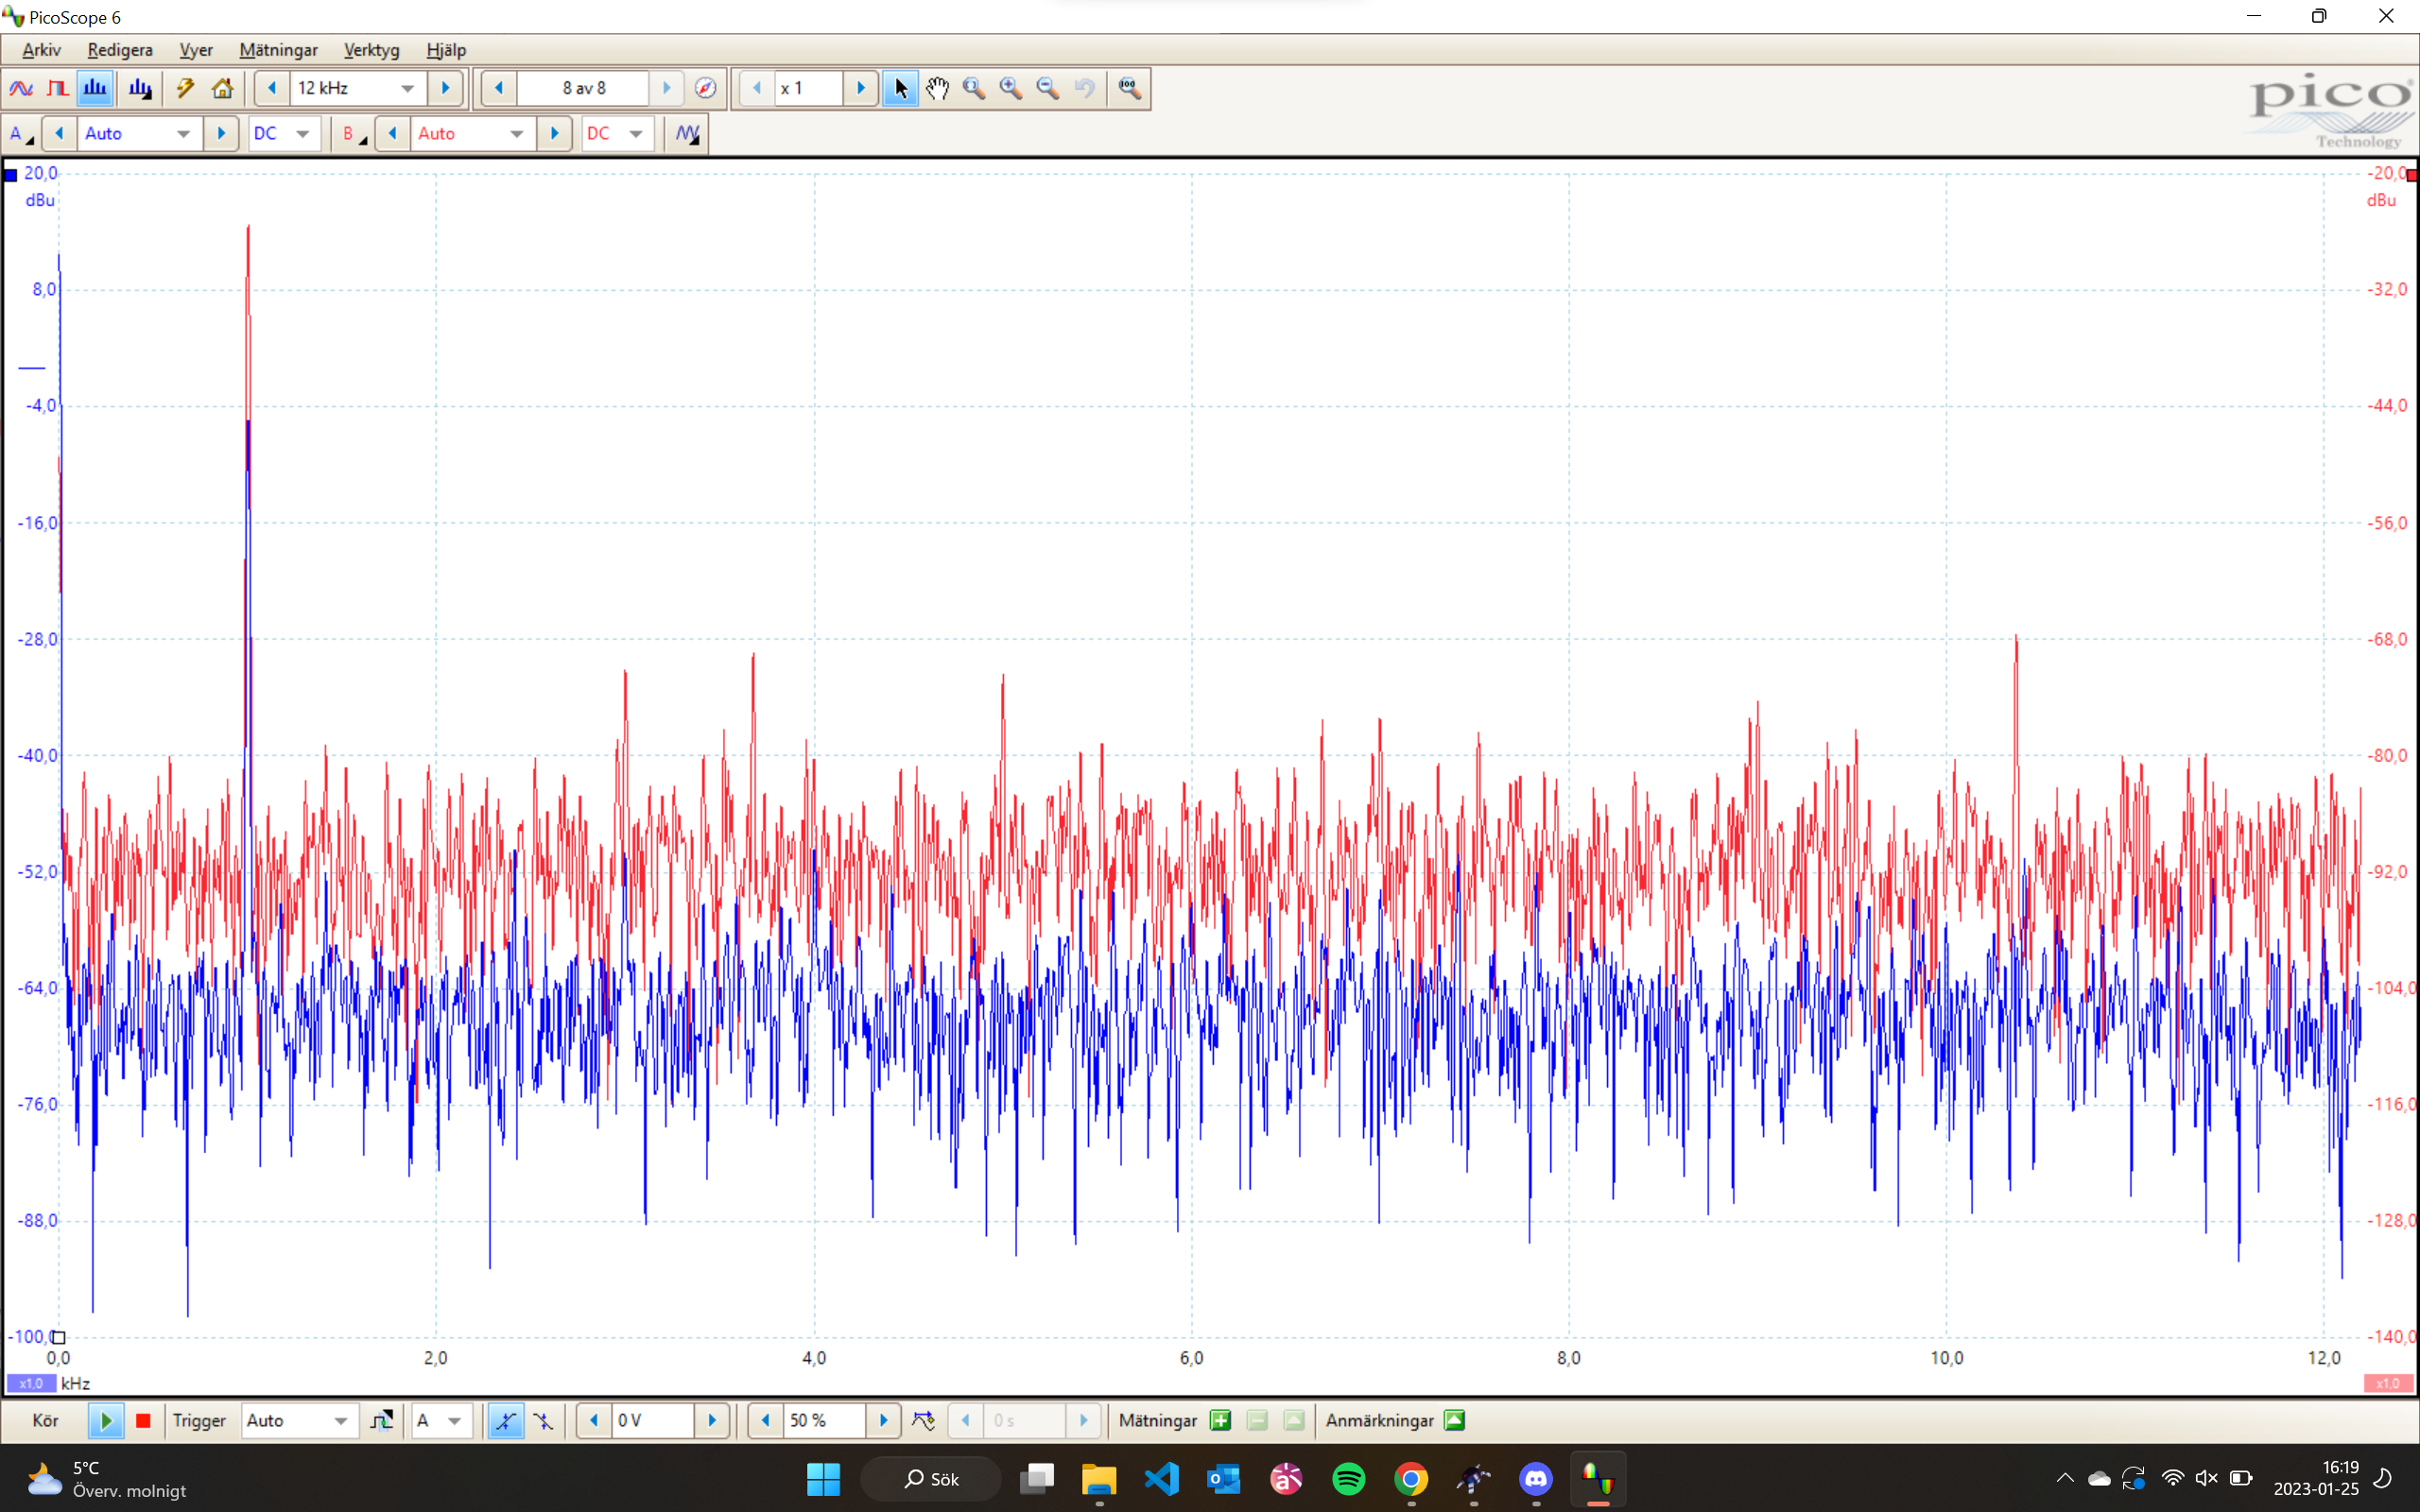 PicoScope 6
Arkiv Redigera Vyer Mätningar Verktyg Hjälp
12 kHz 8 av 8 x 1
pico
Technology
A Auto DC B Auto DC
20,0 -20,0
dBu dBu
8,0 -32,0
-4,0 -44,0
-16,0 -56,0
-28,0 -68,0
-40,0 -80,0
-52,0 -92,0
-64,0 -104,0
-76,0 -116,0
-88,0 -128,0
-100,0 -140,0
0,0 2,0 4,0 6,0 8,0 10,0 12,0
x1,0 kHz x1,0
Kör Trigger Auto A 0 V 50 % 0 s Mätningar Anmärkningar
5°C
Överv. molnigt
Sök
16:19
2023-01-25